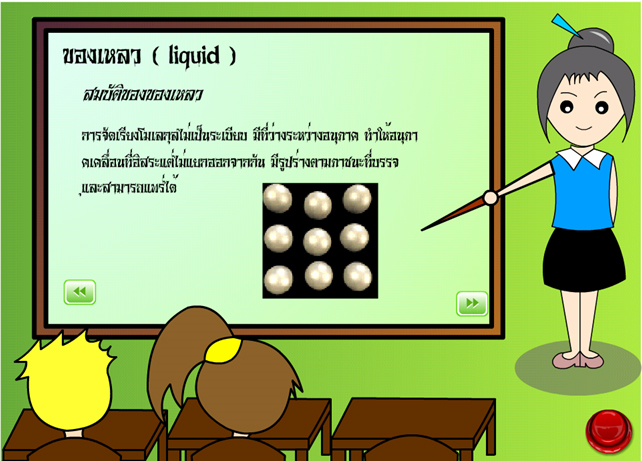 ของเหลว ( liquid )
สมบัติของของเหลว
การจัดเรียงโมเลกุลไม่เป็นระเบียบ มีที่ว่างระหว่างอนุภาค ทำให้อนุภา
คเคลื่อนที่อิสระแต่ไม่แยกออกจากกัน มีรูปร่างตามภาชนะที่บรรจ
ุและสามารถแพร่ได้